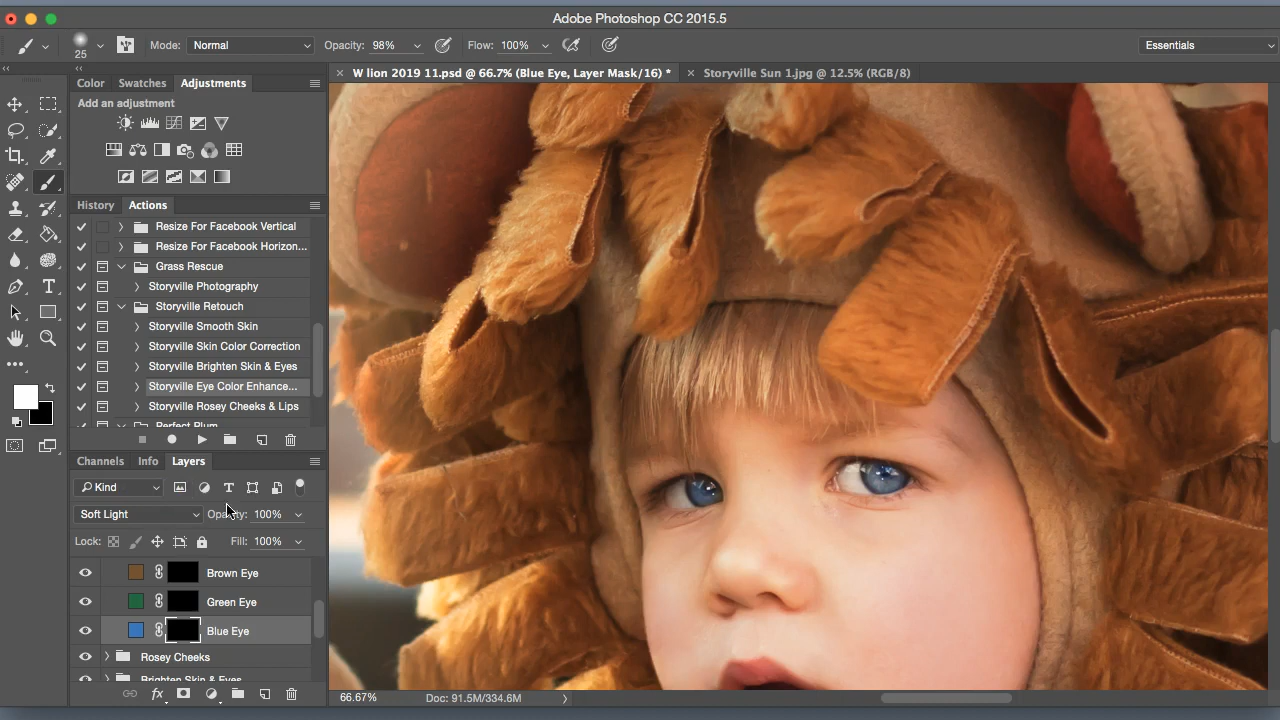 Adobe Photoshop CC 2015.5
25 Mode: Normal Opacity: 98% Flow: 100% Essentials
W lion 2019 11.psd @ 66.7% (Blue Eye, Layer Mask/16) * Storyville Sun 1.jpg @ 12.5% (RGB/8)
Color Swatches Adjustments
Add an adjustment
History Actions
Resize For Facebook Vertical
Resize For Facebook Horizon...
Grass Rescue
Storyville Photography
Storyville Retouch
Storyville Smooth Skin
Storyville Skin Color Correction
Storyville Brighten Skin & Eyes
Storyville Eye Color Enhance...
Storyville Rosey Cheeks & Lips
Perfect Plum
Channels Info Layers
Kind
Soft Light Opacity: 100%
Lock: Fill: 100%
Brown Eye
Green Eye
Blue Eye
Rosey Cheeks
Brighten Skin & Eyes
66.67% Doc: 91.5M/334.6M